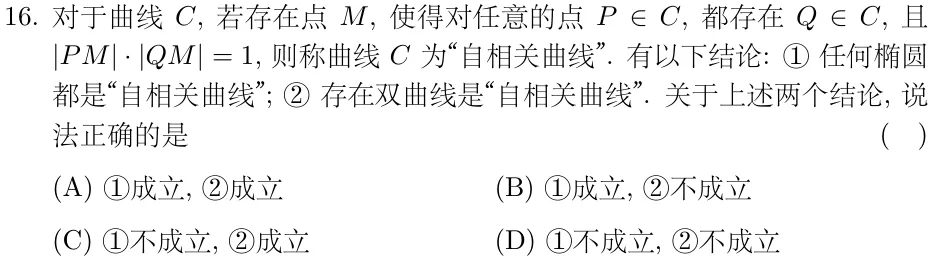 16. 对于曲线 C, 若存在点 M, 使得对任意的点 P ∈ C, 都存在 Q ∈ C, 且
|PM| · |QM| = 1, 则称曲线 C 为“自相关曲线”. 有以下结论: ① 任何椭圆
都是“自相关曲线”; ② 存在双曲线是“自相关曲线”. 关于上述两个结论, 说
法正确的是 ( )
(A) ①成立, ②成立 (B) ①成立, ②不成立
(C) ①不成立, ②成立 (D) ①不成立, ②不成立